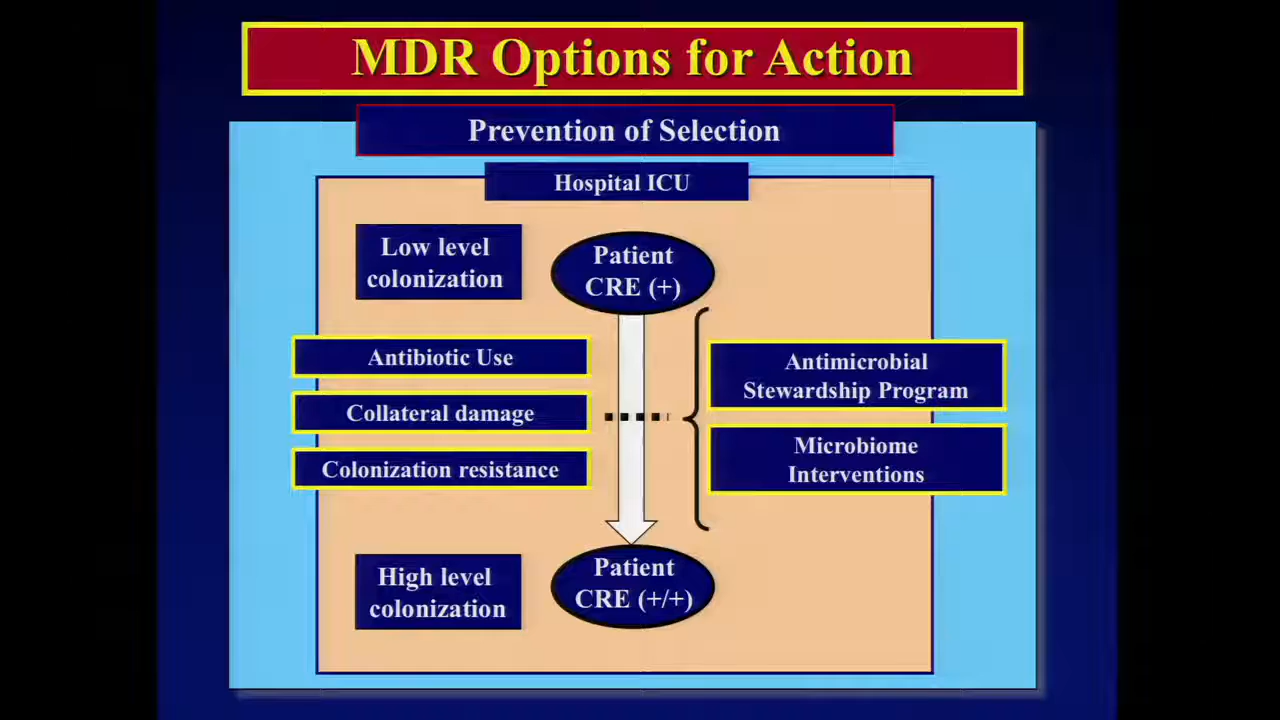 MDR Options for Action
Prevention of Selection
Hospital ICU
Low level
colonization
Patient
CRE (+)
Antibiotic Use
Collateral damage
Colonization resistance
Antimicrobial
Stewardship Program
Microbiome
Interventions
High level
colonization
Patient
CRE (+/+)